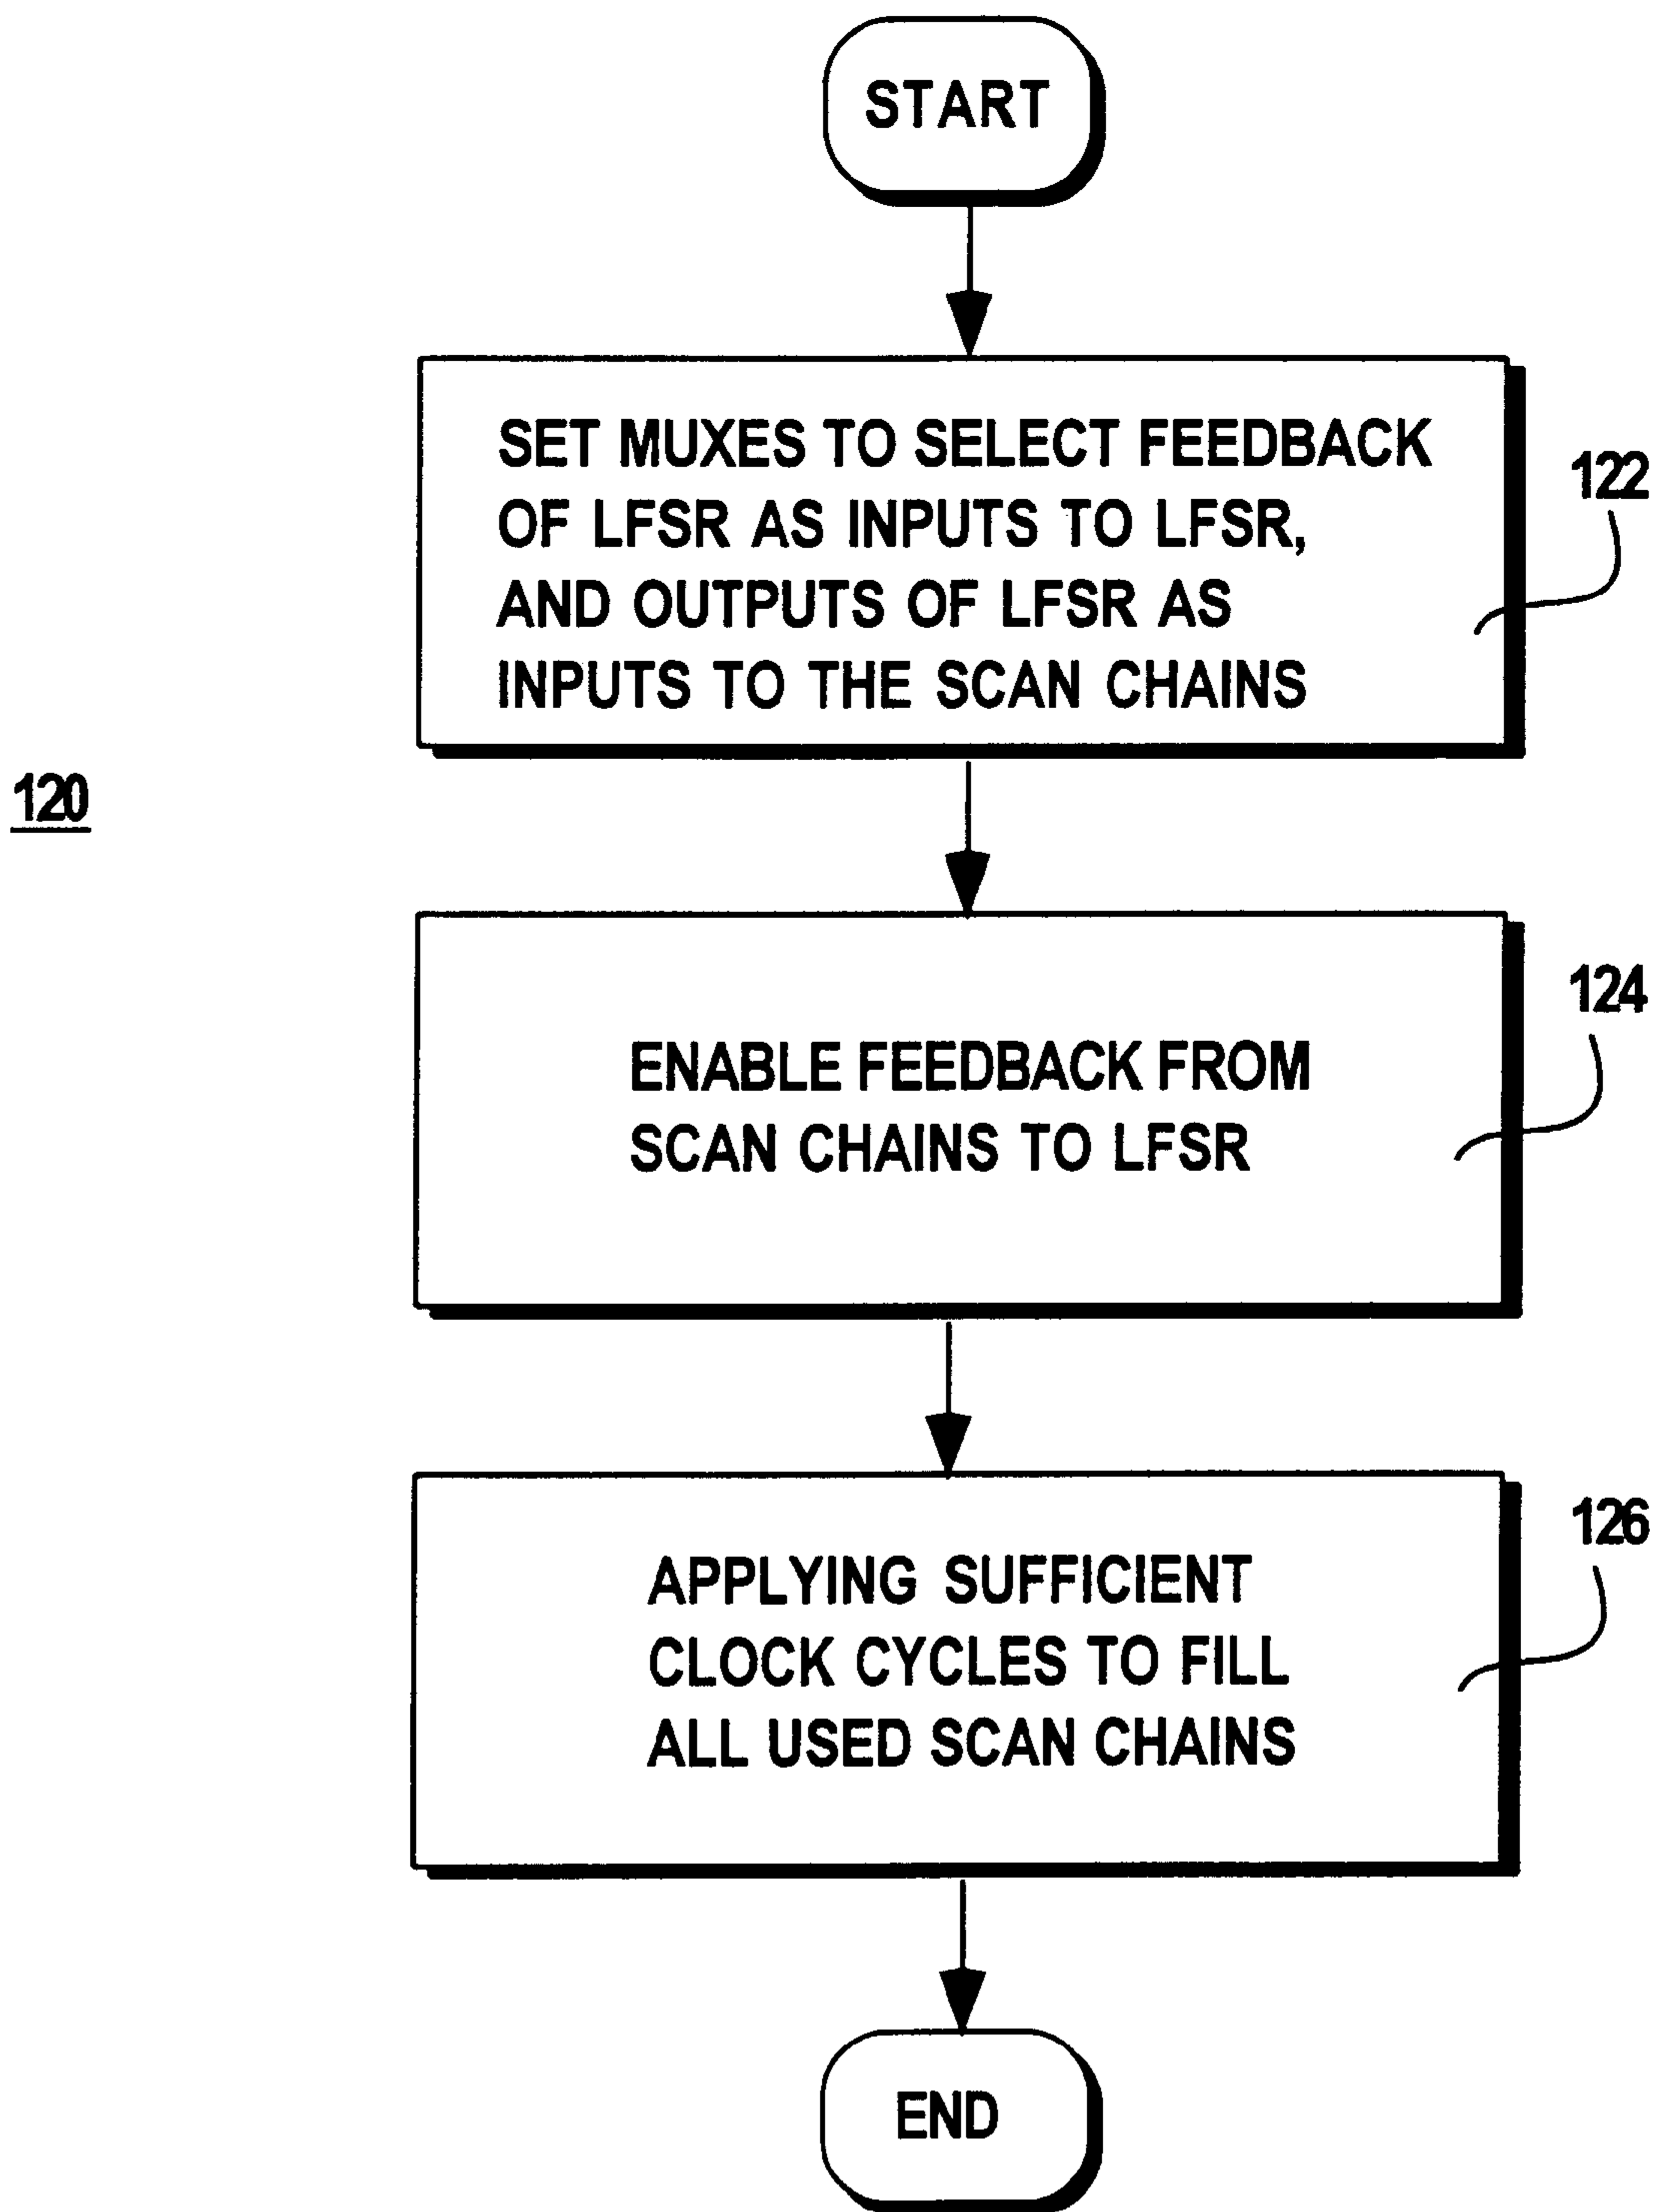 START
SET MUXES TO SELECT FEEDBACK
OF LFSR AS INPUTS TO LFSR,
AND OUTPUTS OF LFSR AS
INPUTS TO THE SCAN CHAINS
122
120
ENABLE FEEDBACK FROM
SCAN CHAINS TO LFSR
124
APPLYING SUFFICIENT
CLOCK CYCLES TO FILL
ALL USED SCAN CHAINS
126
END